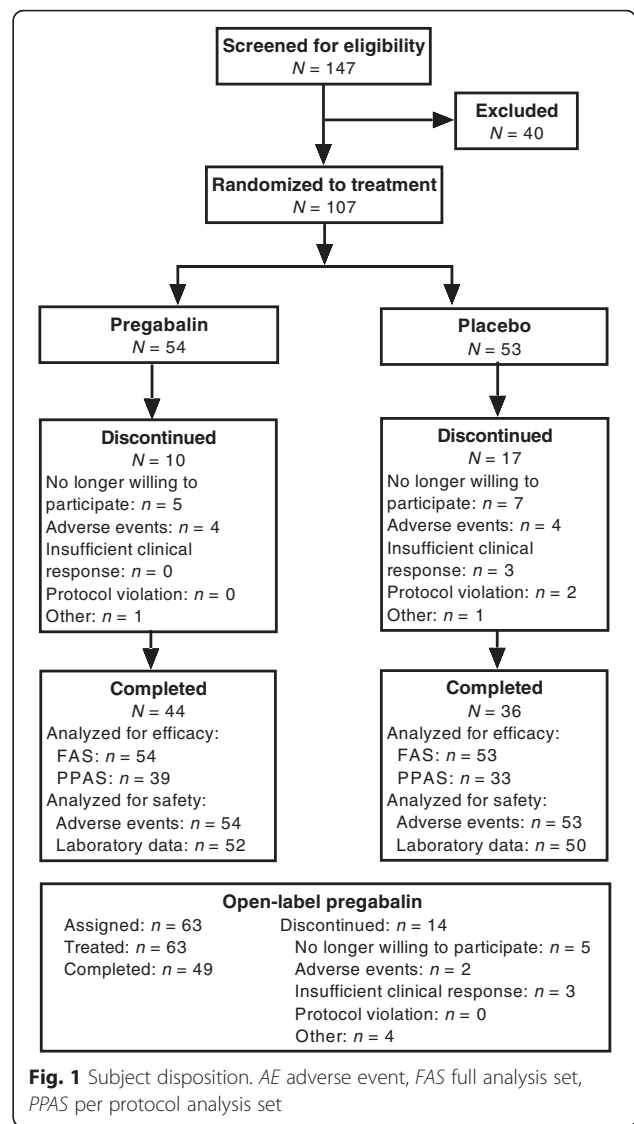 Screened for eligibility
N = 147
Excluded
N = 40
Randomized to treatment
N = 107
Pregabalin
N = 54
Placebo
N = 53
Discontinued
N = 10
No longer willing to
participate: n = 5
Adverse events: n = 4
Insufficient clinical
response: n = 0
Protocol violation: n = 0
Other: n = 1
Discontinued
N = 17
No longer willing to
participate: n = 7
Adverse events: n = 4
Insufficient clinical
response: n = 3
Protocol violation: n = 2
Other: n = 1
Completed
N = 44
Analyzed for efficacy:
FAS: n = 54
PPAS: n = 39
Analyzed for safety:
Adverse events: n = 54
Laboratory data: n = 52
Completed
N = 36
Analyzed for efficacy:
FAS: n = 53
PPAS: n = 33
Analyzed for safety:
Adverse events: n = 53
Laboratory data: n = 50
Open-label pregabalin
Assigned: n = 63
Treated: n = 63
Completed: n = 49
Discontinued: n = 14
No longer willing to participate: n = 5
Adverse events: n = 2
Insufficient clinical response: n = 3
Protocol violation: n = 0
Other: n = 4
Fig. 1 Subject disposition. AE adverse event, FAS full analysis set,
PPAS per protocol analysis set